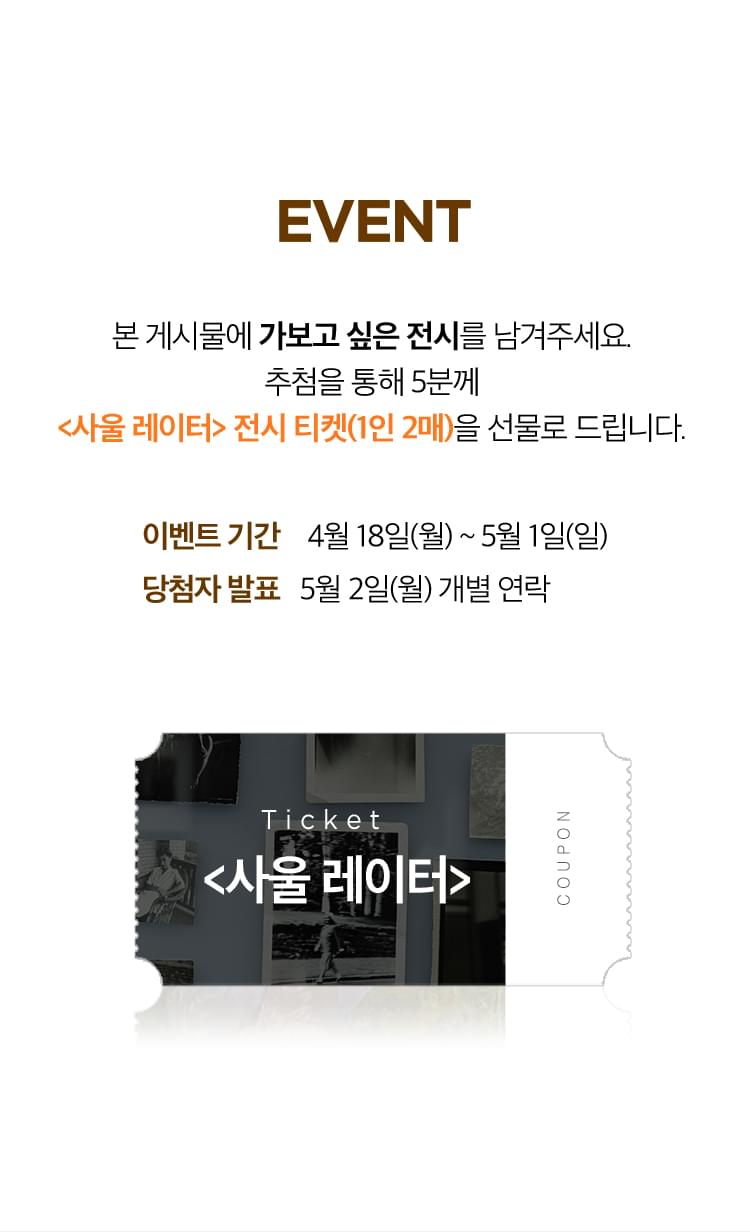 EVENT
본 게시물에 가보고 싶은 전시를 남겨주세요.
추첨을 통해 5분께
<사울 레이터> 전시 티켓(1인 2매)을 선물로 드립니다.
이벤트 기간 4월 18일(월) ~ 5월 1일(일)
당첨자 발표 5월 2일(월) 개별 연락
Ticket
<사울 레이터>
COUPON